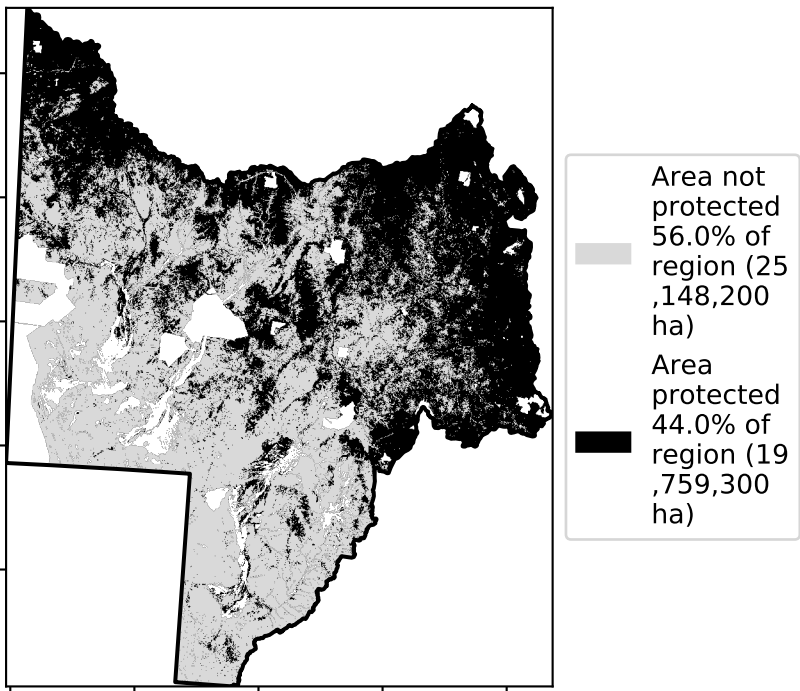 Area not
protected
56.0% of
region (25
,148,200
ha)
Area
protected
44.0% of
region (19
,759,300
ha)